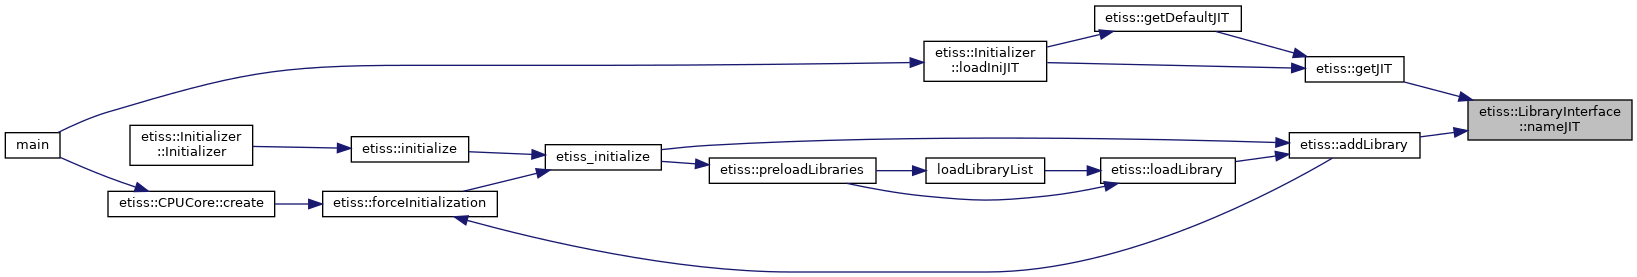 etiss::getDefaultJIT
etiss::Initializer
::loadIniJIT
etiss::getJIT
etiss::LibraryInterface
::nameJIT
main
etiss::Initializer
::Initializer
etiss::initialize
etiss_initialize
etiss::addLibrary
etiss::preloadLibraries
loadLibraryList
etiss::loadLibrary
etiss::CPUCore::create
etiss::forceInitialization